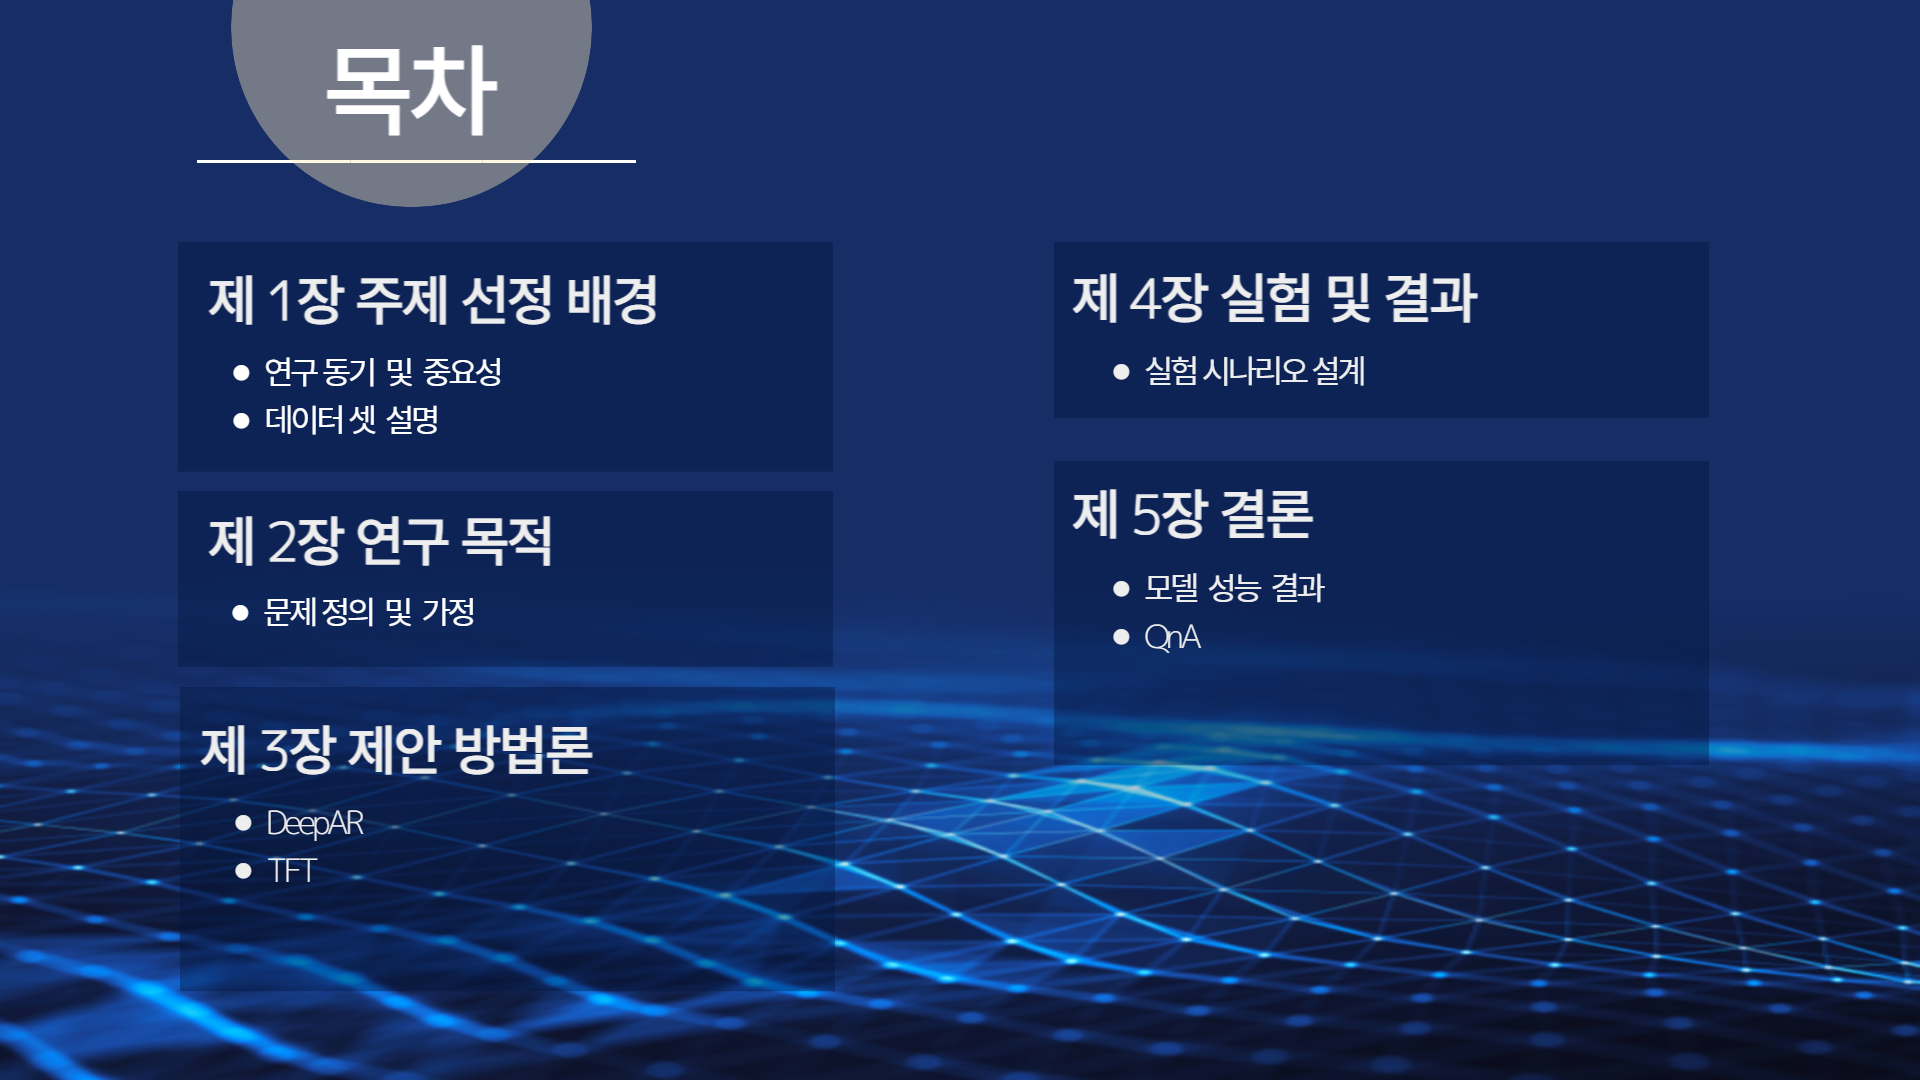 목차
제 1장 주제 선정 배경
● 연구 동기 및 중요성
● 데이터 셋 설명
제 2장 연구 목적
● 문제 정의 및 가정
제 3장 제안 방법론
● DeepAR
● TFT
제 4장 실험 및 결과
● 실험 시나리오 설계
제 5장 결론
● 모델 성능 결과
● QnA